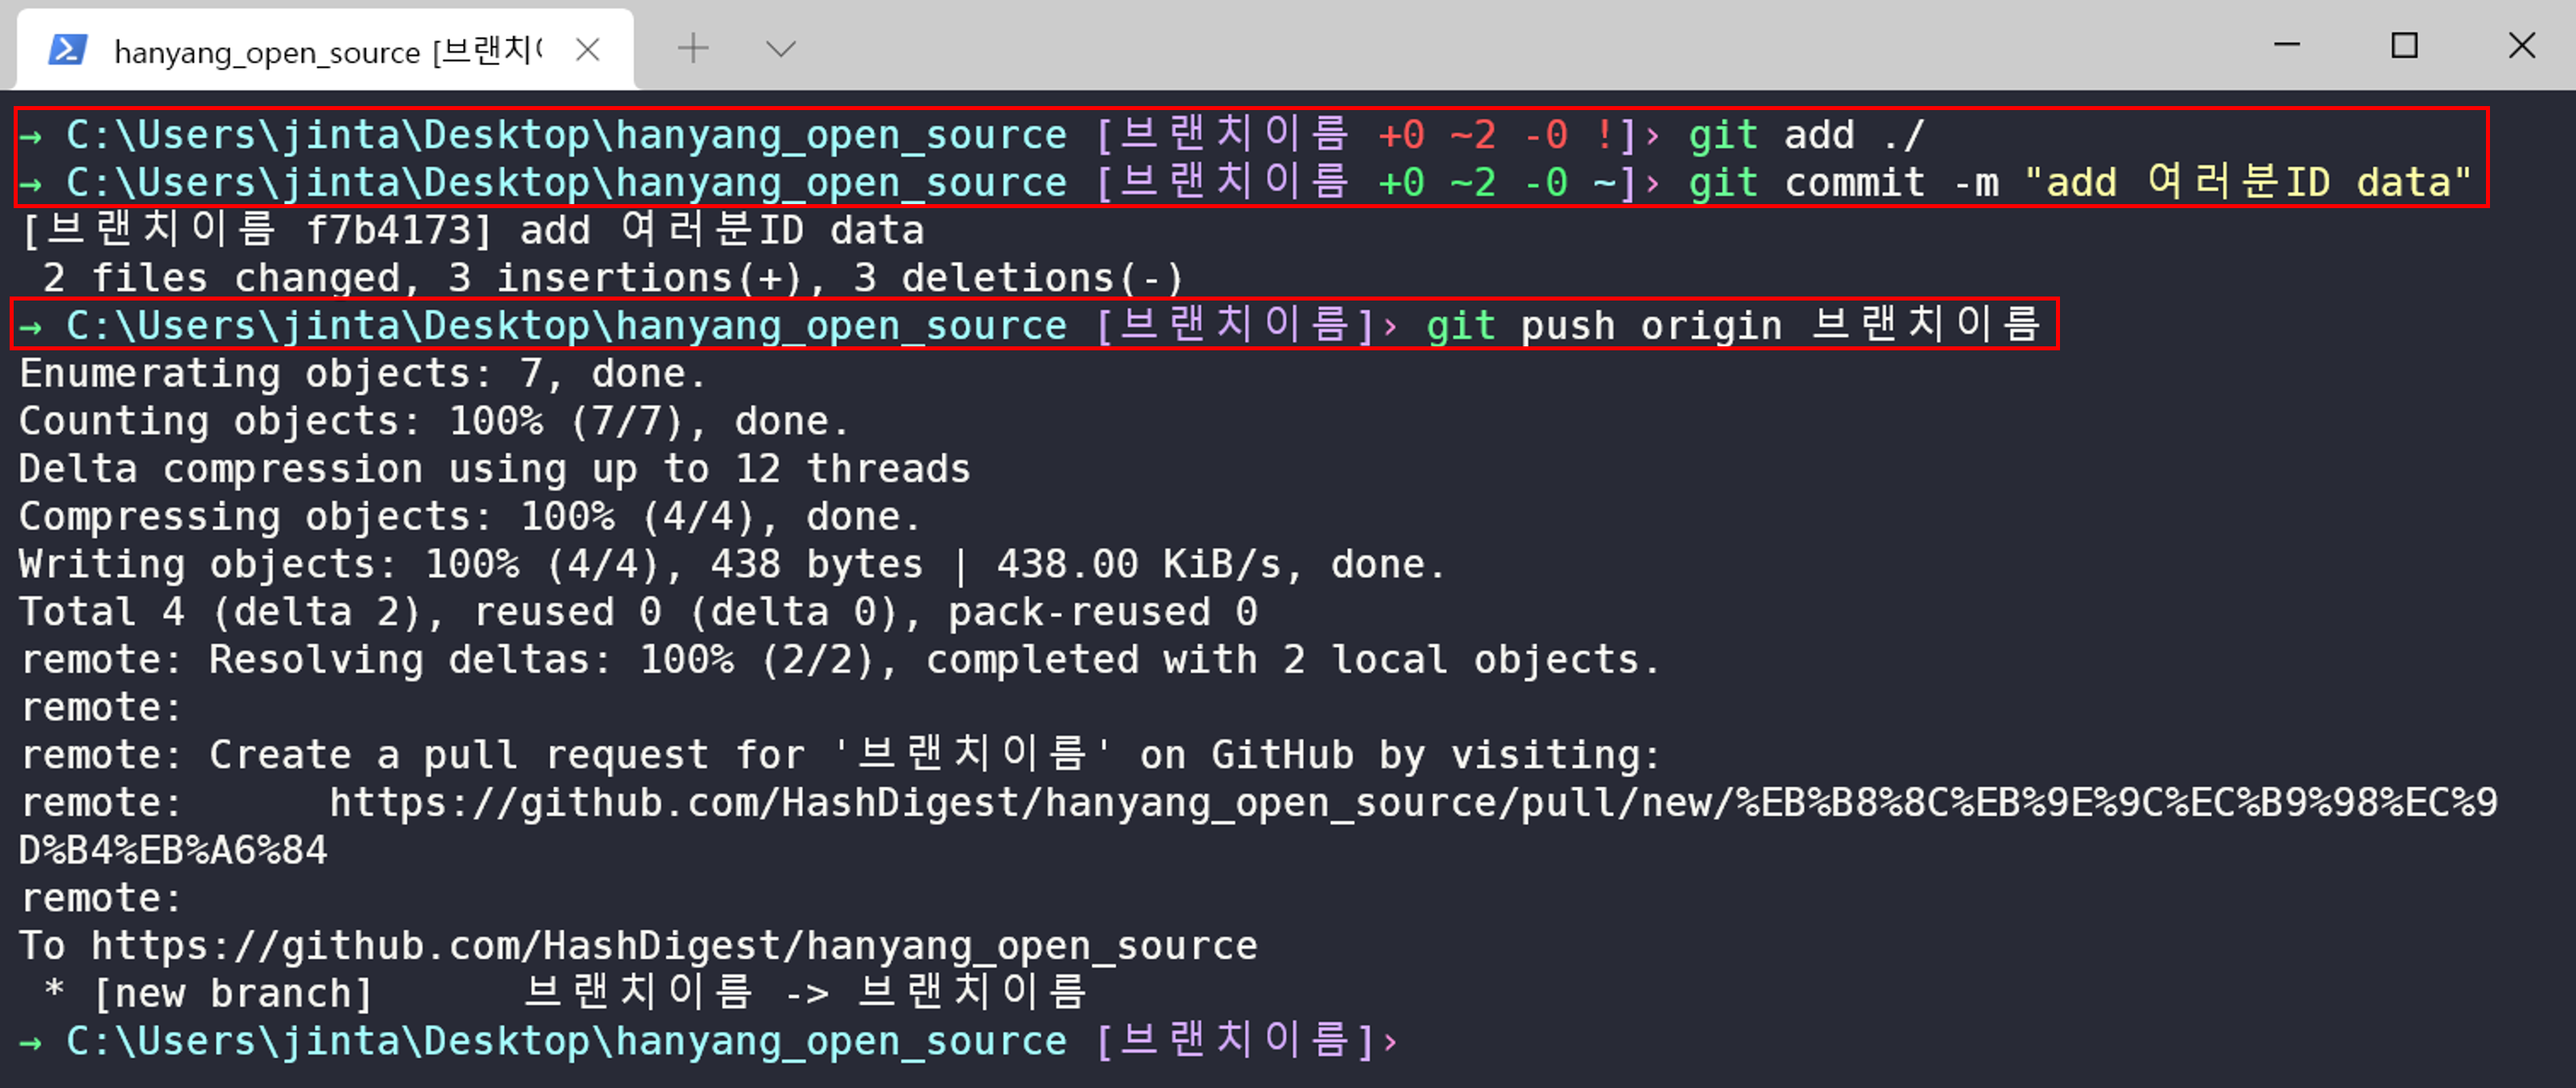 hanyang_open_source [브랜치
→ C:\Users\jinta\Desktop\hanyang_open_source [브랜치이름 +0 ~2 -0 !]› git add ./
→ C:\Users\jinta\Desktop\hanyang_open_source [브랜치이름 +0 ~2 -0 ~]› git commit -m "add 여러분ID data"
[브랜치이름 f7b4173] add 여러분ID data
 2 files changed, 3 insertions(+), 3 deletions(-)
→ C:\Users\jinta\Desktop\hanyang_open_source [브랜치이름]› git push origin 브랜치이름
Enumerating objects: 7, done.
Counting objects: 100% (7/7), done.
Delta compression using up to 12 threads
Compressing objects: 100% (4/4), done.
Writing objects: 100% (4/4), 438 bytes | 438.00 KiB/s, done.
Total 4 (delta 2), reused 0 (delta 0), pack-reused 0
remote: Resolving deltas: 100% (2/2), completed with 2 local objects.
remote:
remote: Create a pull request for '브랜치이름' on GitHub by visiting:
remote:      https://github.com/HashDigest/hanyang_open_source/pull/new/%EB%B8%8C%EB%9E%9C%EC%B9%98%EC%9
D%B4%EB%A6%84
remote:
To https://github.com/HashDigest/hanyang_open_source
 * [new branch]      브랜치이름 -> 브랜치이름
→ C:\Users\jinta\Desktop\hanyang_open_source [브랜치이름]›